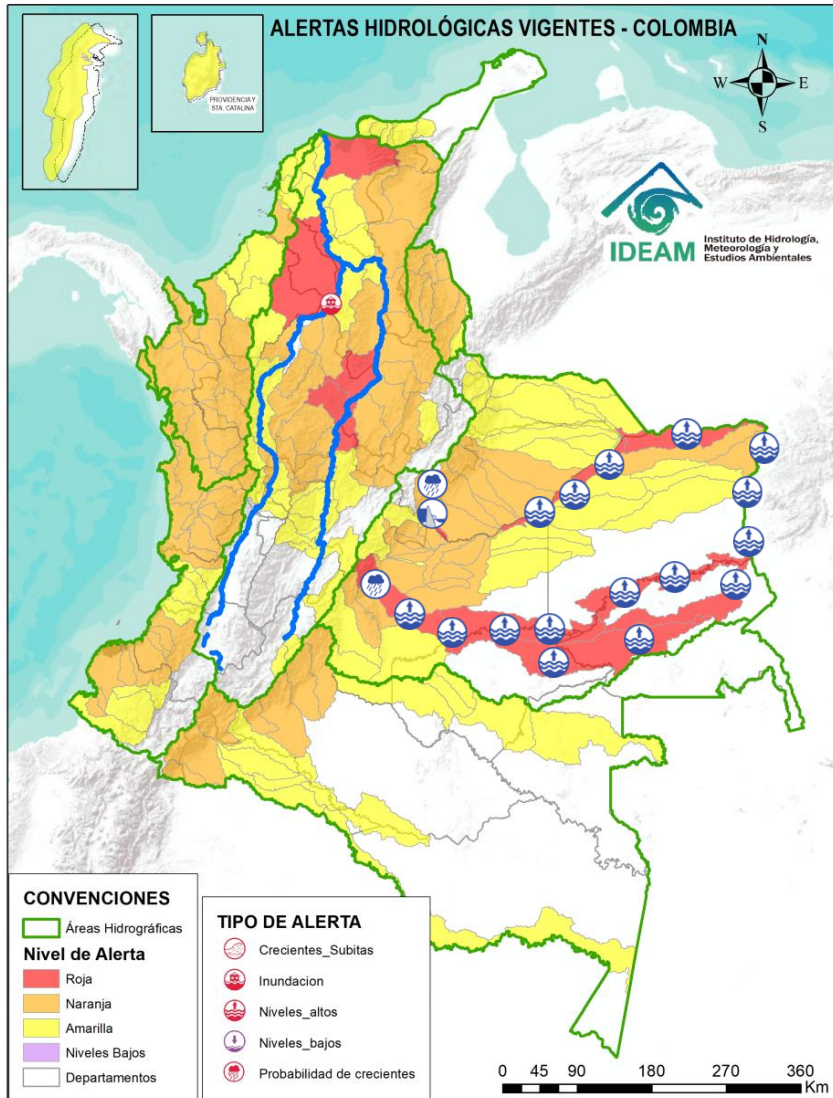 ALERTAS HIDROLÓGICAS VIGENTES - COLOMBIA
PROVIDENCIA Y
STA. CATALINA
N
W
E
S
IDEAM
Instituto de Hidrología,
Meteorología y
Estudios Ambientales
CONVENCIONES
Áreas Hidrográficas
Nivel de Alerta
Roja
Naranja
Amarilla
Niveles Bajos
Departamentos
TIPO DE ALERTA
Crecientes_Subitas
Inundacion
Niveles_altos
Niveles_bajos
Probabilidad de crecientes
0 45 90 180 270 360
Km